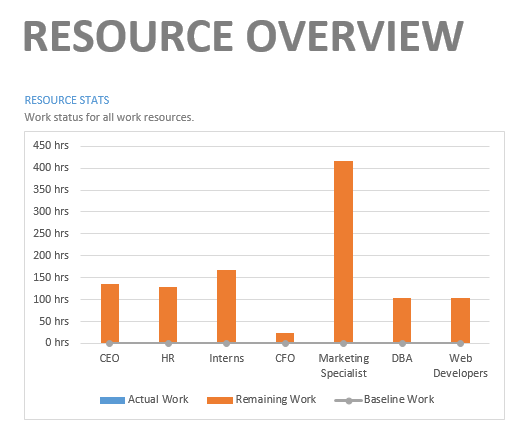 RESOURCE OVERVIEW
RESOURCE STATS
Work status for all work resources.
450 hrs
400 hrs
350 hrs
300 hrs
250 hrs
200 hrs
150 hrs
100 hrs
50 hrs
0 hrs
CEO HR Interns CFO Marketing Specialist DBA Web Developers
Actual Work Remaining Work Baseline Work